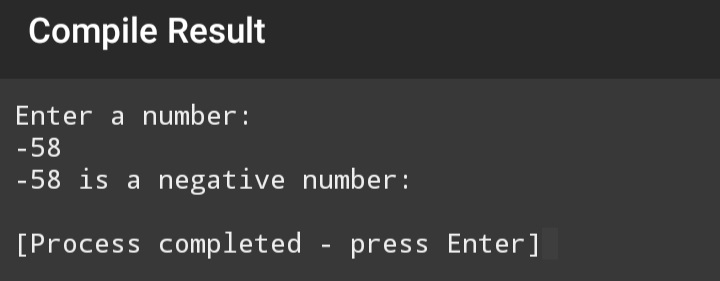 Compile Result
Enter a number:
-58
-58 is a negative number:
[Process completed - press Enter]